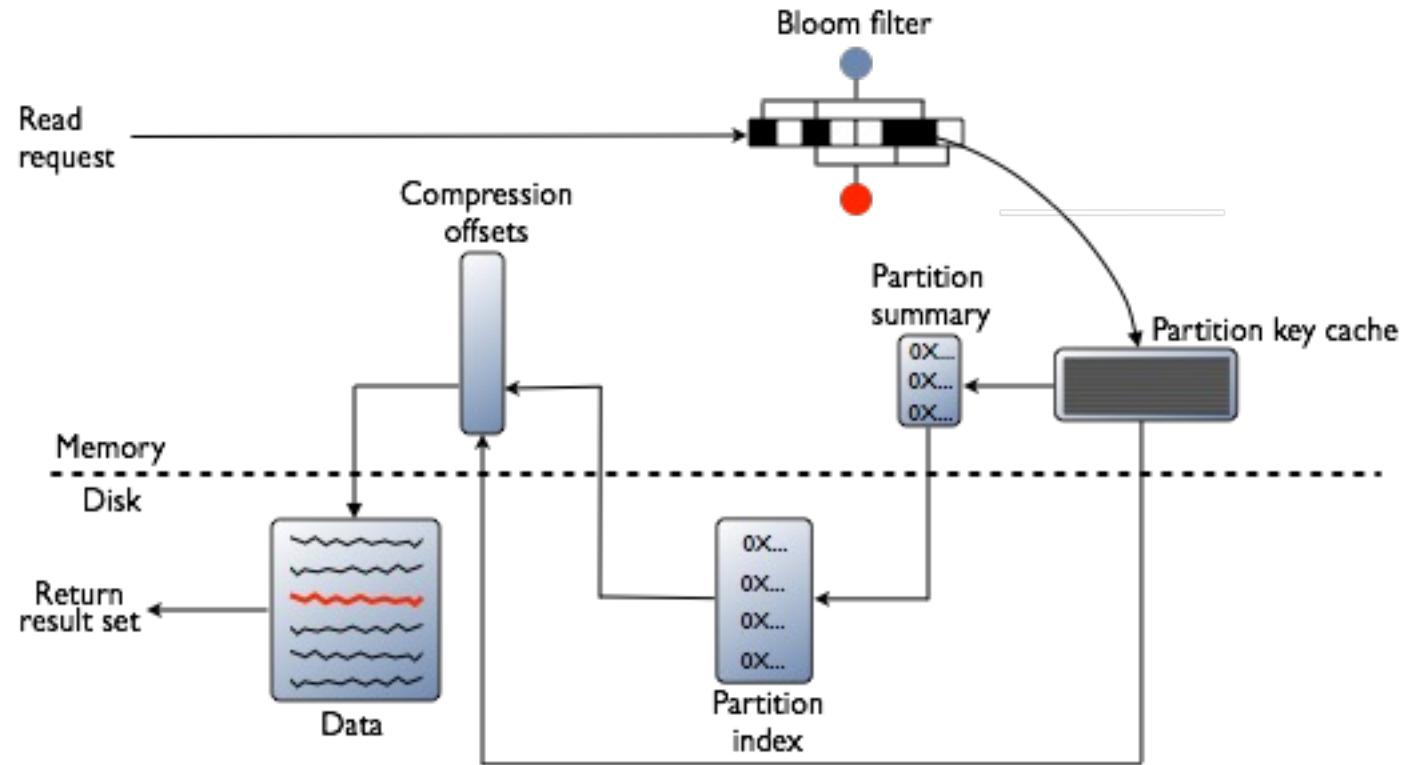 Bloom filter
Read
request
Compression
offsets
Partition
summary
0X...
0X...
0X...
Partition key cache
Memory
Disk
0X...
0X...
0X...
0X...
Return
result set
Data
Partition
index